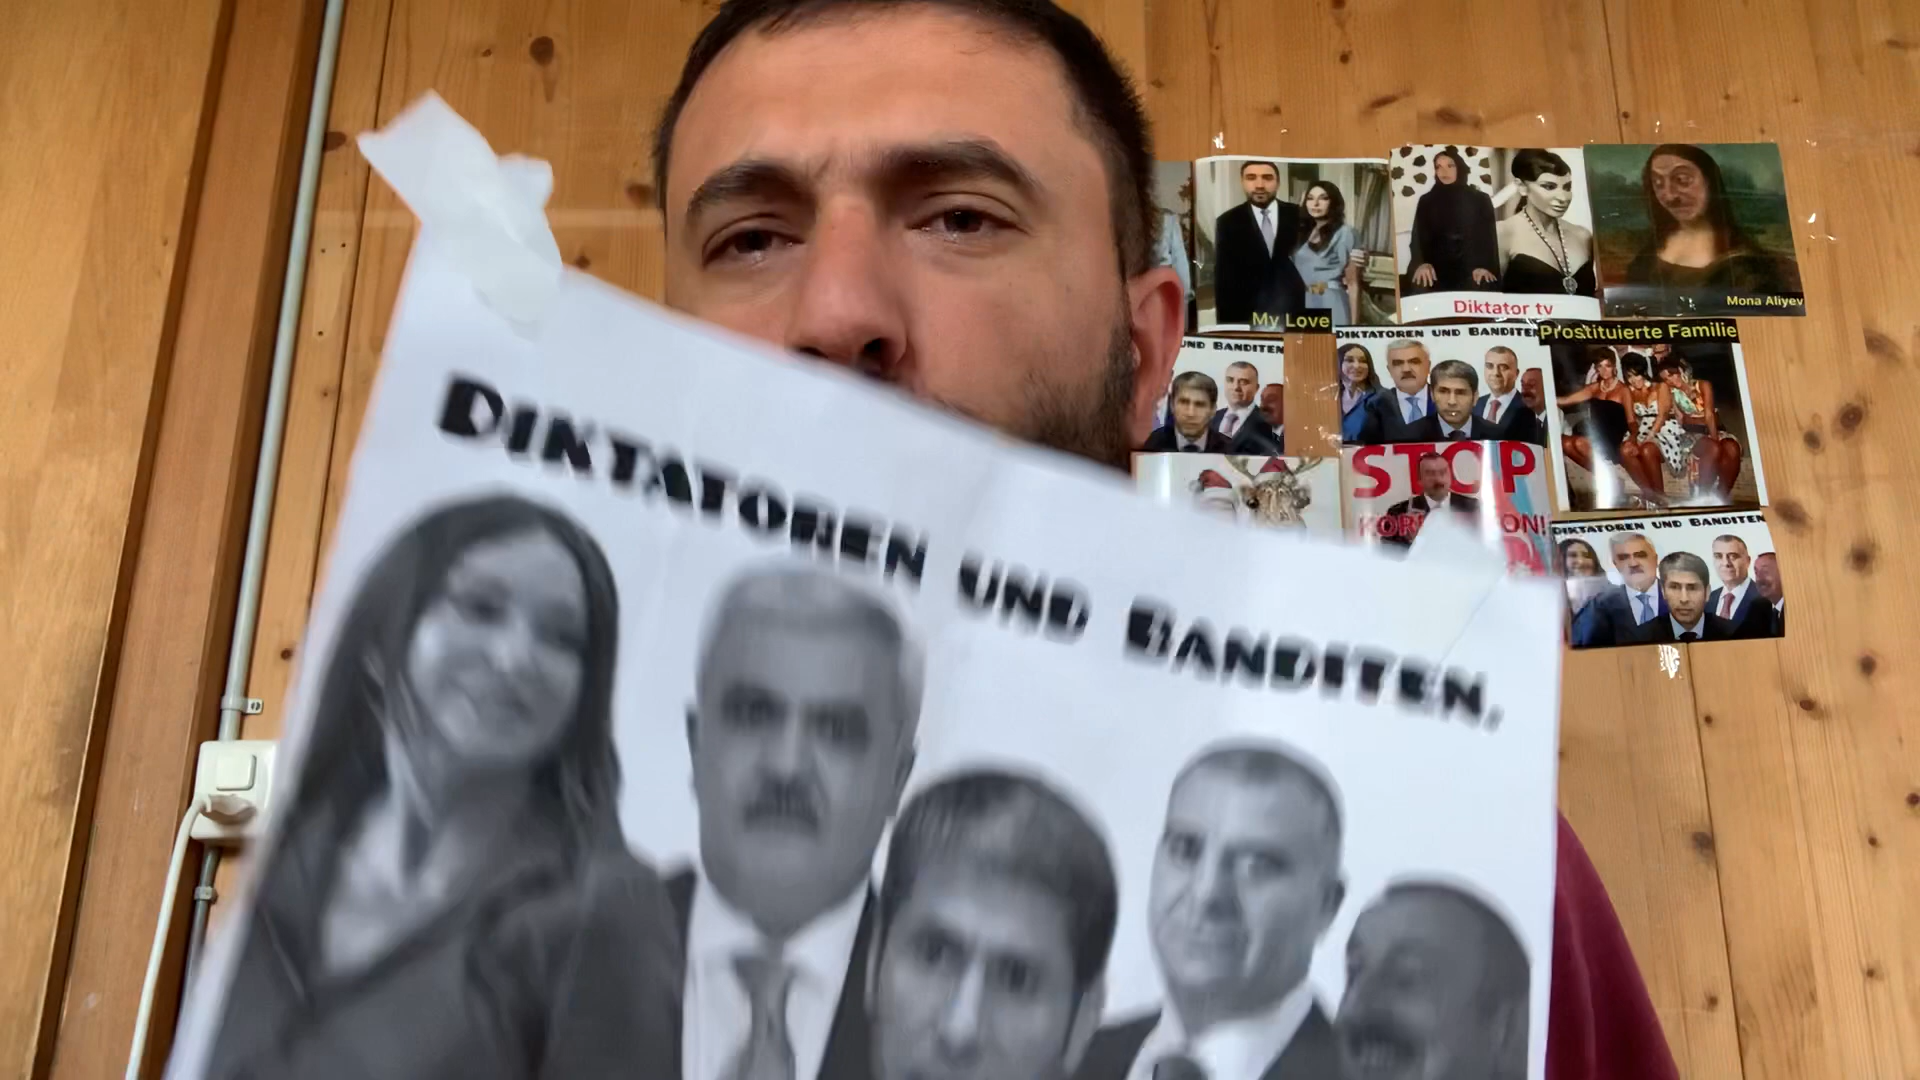 DIKTATOREN UND BANDITEN,
My Love
Diktator tv
Mona Aliyev
UND BANDITEN
DIKTATOREN UND BANDITEN
Prostituierte Familie
STOP
DIKTATOREN UND BANDITEN